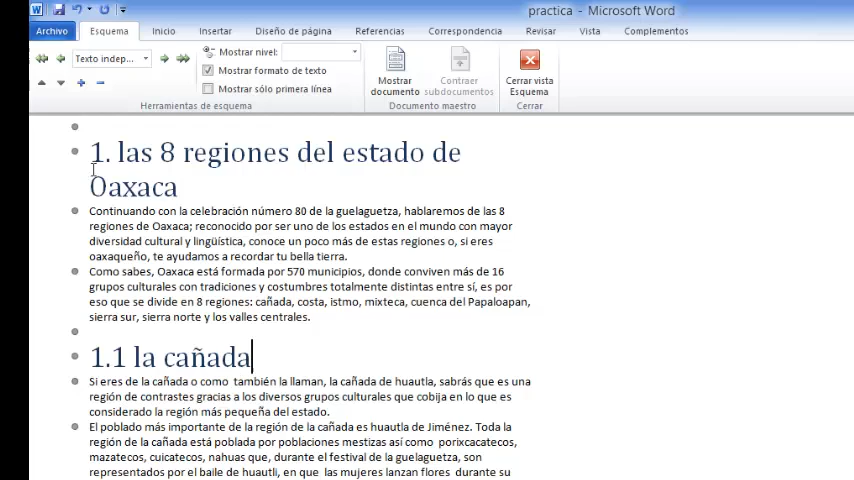 practica - Microsoft Word
Archivo Esquema Inicio Insertar Diseño de página Referencias Correspondencia Revisar Vista Complementos
Texto indep...
Mostrar nivel:
Mostrar formato de texto
Mostrar sólo primera línea
Mostrar documento
Contraer subdocumentos
Cerrar vista Esquema
Herramientas de esquema
Documento maestro
Cerrar
1. las 8 regiones del estado de
Oaxaca
Continuando con la celebración número 80 de la guelaguetza, hablaremos de las 8
regiones de Oaxaca; reconocido por ser uno de los estados en el mundo con mayor
diversidad cultural y lingüística, conoce un poco más de estas regiones o, si eres
oaxaqueño, te ayudamos a recordar tu bella tierra.
Como sabes, Oaxaca está formada por 570 municipios, donde conviven más de 16
grupos culturales con tradiciones y costumbres totalmente distintas entre sí, es por
eso que se divide en 8 regiones: cañada, costa, istmo, mixteca, cuenca del Papaloapan,
sierra sur, sierra norte y los valles centrales.
1.1 la cañada
Si eres de la cañada o como también la llaman, la cañada de huautla, sabrás que es una
región de contrastes gracias a los diversos grupos culturales que cobija en lo que es
considerado la región más pequeña del estado.
El poblado más importante de la región de la cañada es huautla de Jiménez. Toda la
región de la cañada está poblada por poblaciones mestizas así como porixcacatecos,
mazatecos, cuicatecos, nahuas que, durante el festival de la guelaguetza, son
representados por el baile de huautli, en que las mujeres lanzan flores durante su